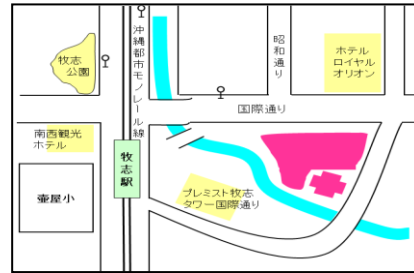 牧志
公園
沖縄都市モノレール線
昭和通り
ホテル
ロイヤル
オリオン
国際通り
南西観光
ホテル
壺屋小
牧志駅
プレミスト牧志
タワー国際通り